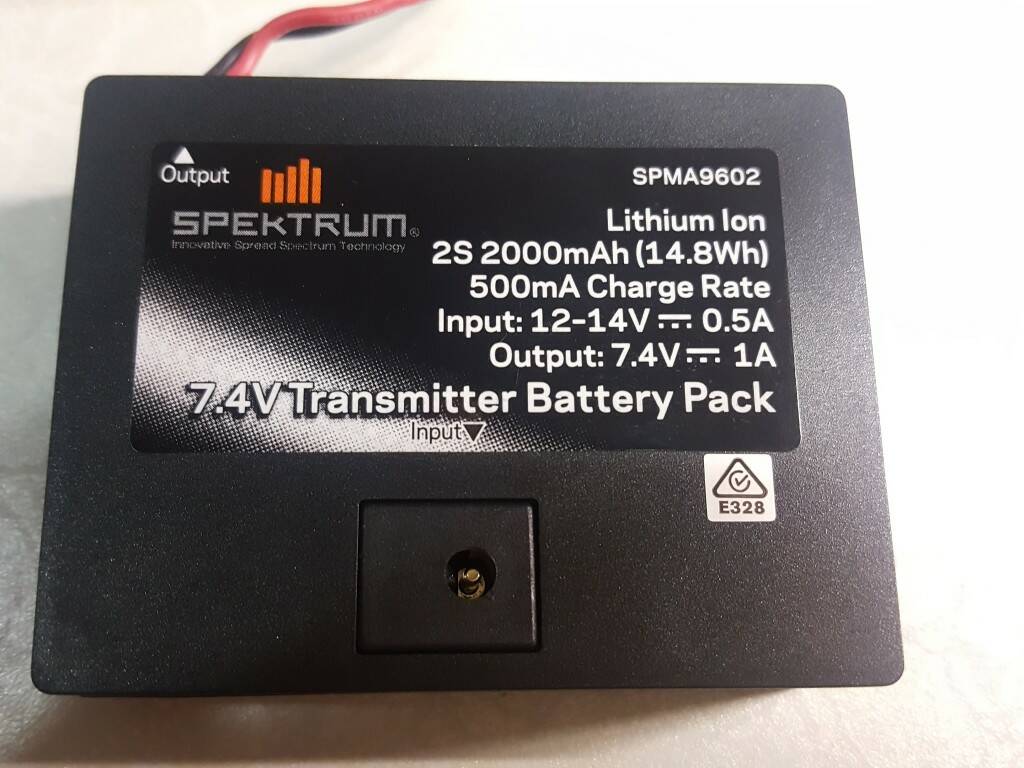 Output
SPEKTRUM®
Innovative Spread Spectrum Technology
SPMA9602
Lithium Ion
2S 2000mAh (14.8Wh)
500mA Charge Rate
Input: 12-14V ⎓ 0.5A
Output: 7.4V ⎓ 1A
7.4V Transmitter Battery Pack
Input
E328